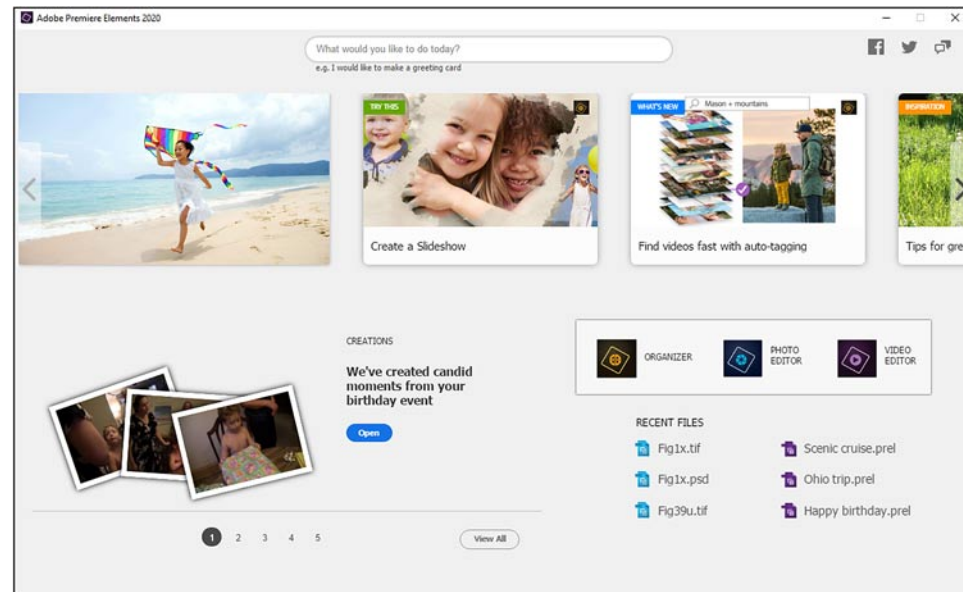 Adobe Premiere Elements 2020
What would you like to do today?
e.g. I would like to make a greeting card
TRY THIS
Create a Slideshow
WHAT'S NEW
Mason + mountains
Find videos fast with auto-tagging
INSPIRATION
Tips for gre
CREATIONS
We've created candid
moments from your
birthday event
Open
1 2 3 4 5
View All
ORGANIZER
PHOTO
EDITOR
VIDEO
EDITOR
RECENT FILES
Fig1x.tif
Scenic cruise.prel
Fig1x.psd
Ohio trip.prel
Fig39u.tif
Happy birthday.prel